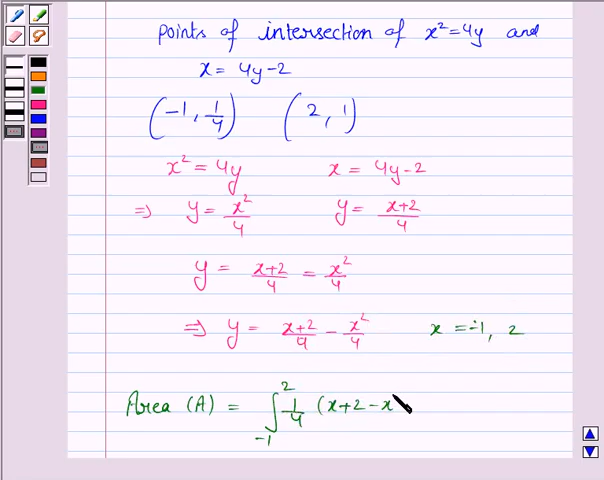 points of intersection of x² = 4y and
x = 4y-2
(-1, 1/4) (2, 1)
x² = 4y x = 4y-2
⇒ y = x²/4 y = x+2/4
y = x+2/4 = x²/4
⇒ y = x+2/4 - x²/4 x = -1, 2
Area (A) = ∫₋₁² 1/4 (x+2-x